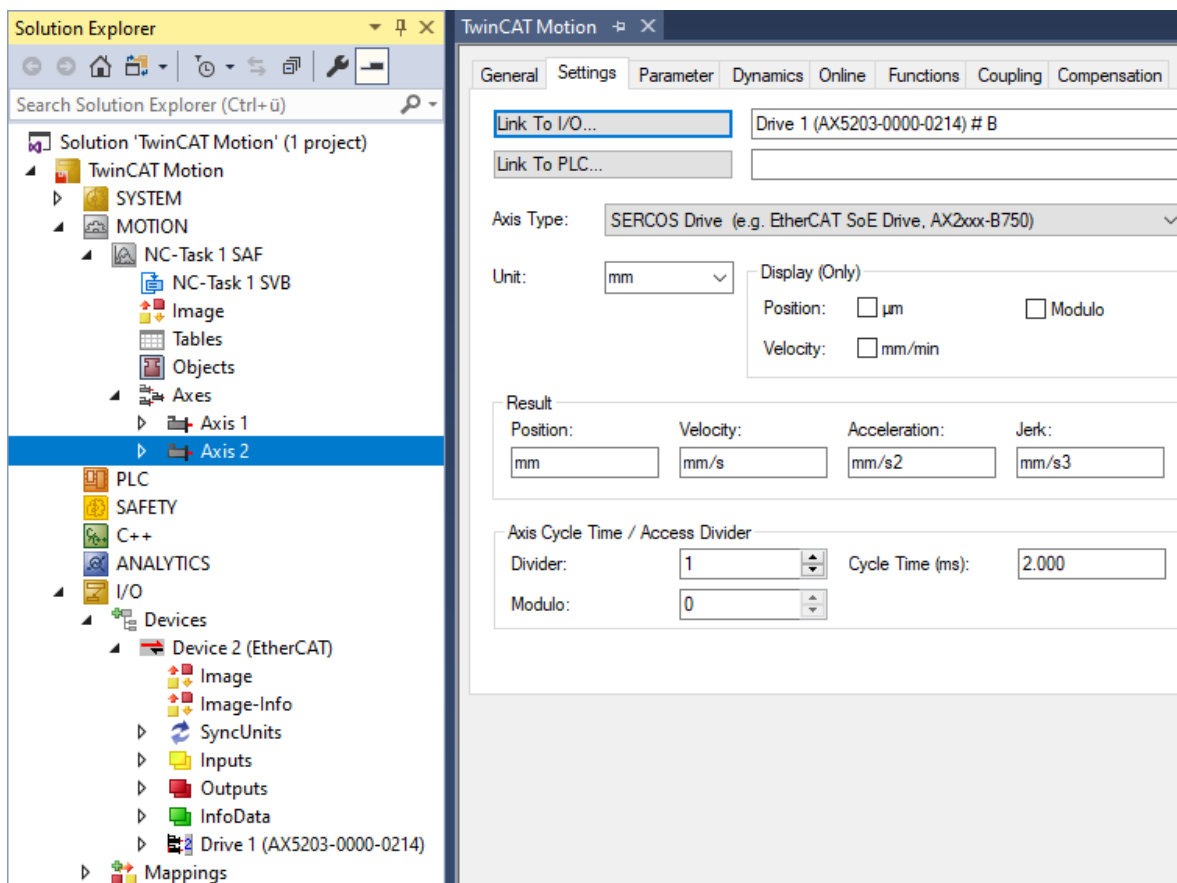 Solution Explorer
Search Solution Explorer (Ctrl+ü)
Solution 'TwinCAT Motion' (1 project)
TwinCAT Motion
SYSTEM
MOTION
NC-Task 1 SAF
NC-Task 1 SVB
Image
Tables
Objects
Axes
Axis 1
Axis 2
PLC
SAFETY
C++
ANALYTICS
I/O
Devices
Device 2 (EtherCAT)
Image
Image-Info
SyncUnits
Inputs
Outputs
InfoData
Drive 1 (AX5203-0000-0214)
Mappings
TwinCAT Motion
General Settings Parameter Dynamics Online Functions Coupling Compensation
Link To I/O... Drive 1 (AX5203-0000-0214) # B
Link To PLC...
Axis Type: SERCOS Drive (e.g. EtherCAT SoE Drive, AX2xxx-B750)
Unit: mm
Display (Only)
Position: µm Modulo
Velocity: mm/min
Result
Position: Velocity: Acceleration: Jerk:
mm mm/s mm/s2 mm/s3
Axis Cycle Time / Access Divider
Divider: 1 Cycle Time (ms): 2.000
Modulo: 0